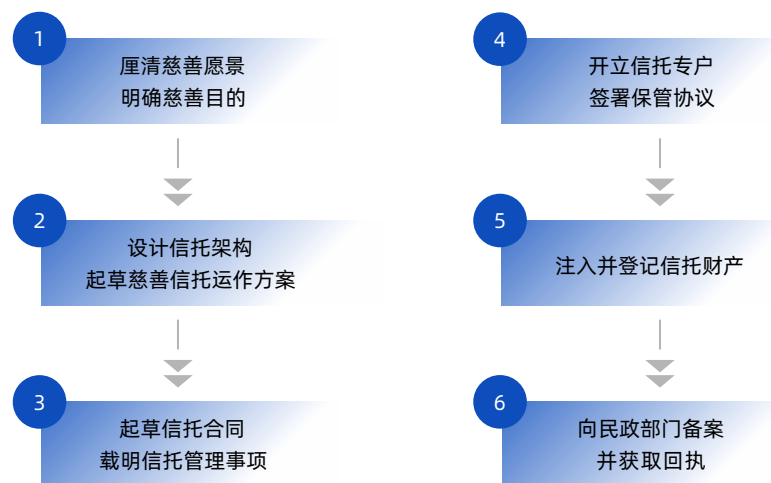 1
厘清慈善愿景
明确慈善目的
2
设计信托架构
起草慈善信托运作方案
3
起草信托合同
载明信托管理事项
4
开立信托专户
签署保管协议
5
注入并登记信托财产
6
向民政部门备案
并获取回执